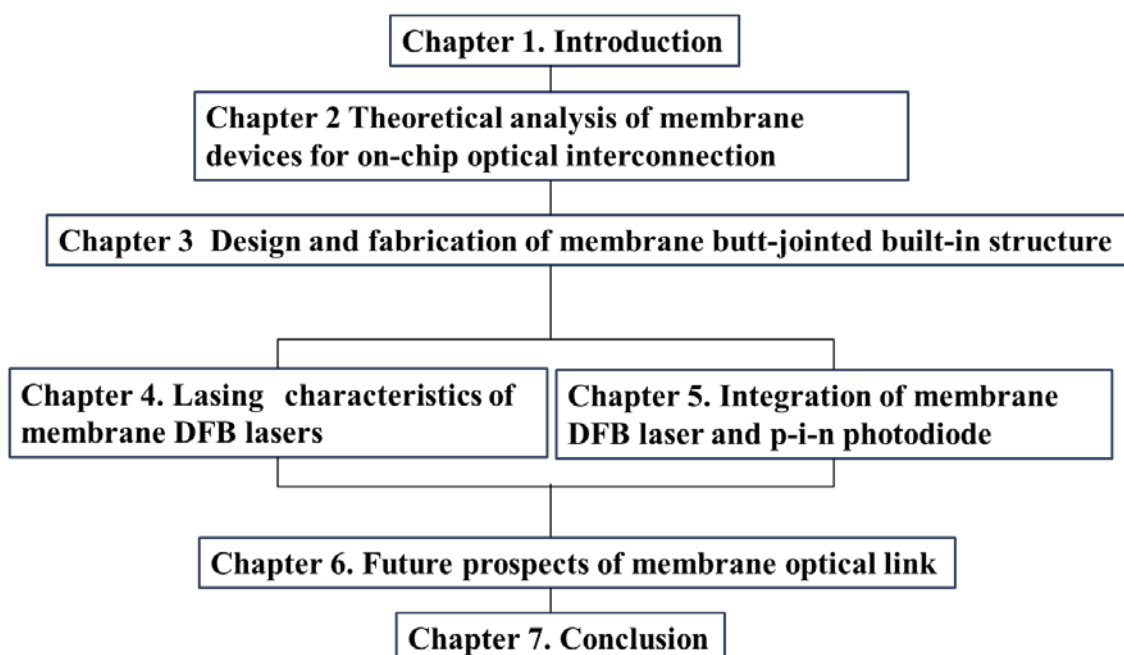 Chapter 1. Introduction
Chapter 2 Theoretical analysis of membrane
devices for on-chip optical interconnection
Chapter 3 Design and fabrication of membrane butt-jointed built-in structure
Chapter 4. Lasing characteristics of
membrane DFB lasers
Chapter 5. Integration of membrane
DFB laser and p-i-n photodiode
Chapter 6. Future prospects of membrane optical link
Chapter 7. Conclusion